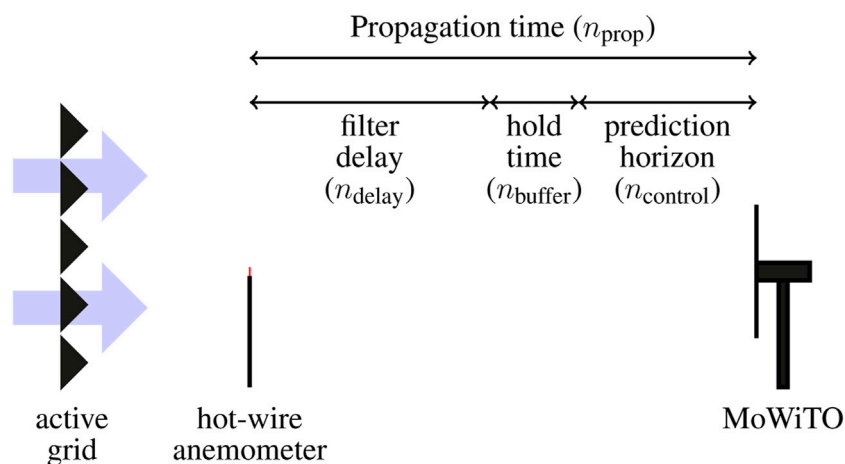 Propagation time (n_prop)
filter
delay
(n_delay)
hold
time
(n_buffer)
prediction
horizon
(n_control)
active
grid
hot-wire
anemometer
MoWiTO